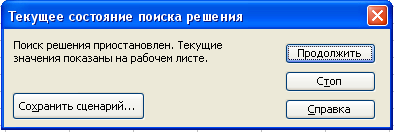 Текущее состояние поиска решения
Поиск решения приостановлен. Текущие
значения показаны на рабочем листе.
Продолжить
Стоп
Сохранить сценарий...
Справка